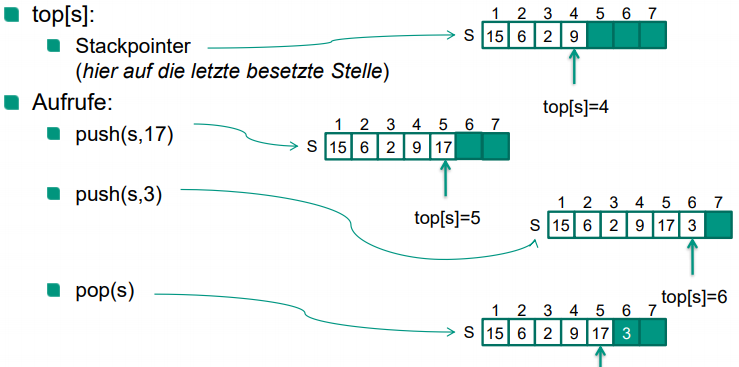 top[s]:
1 2 3 4 5 6 7
Stackpointer
S 15 6 2 9
(hier auf die letzte besetzte Stelle)
top[s]=4
Aufrufe:
1 2 3 4 5 6 7
push(s,17)
S 15 6 2 9 17
top[s]=5
push(s,3)
1 2 3 4 5 6 7
S 15 6 2 9 17 3
top[s]=6
pop(s)
1 2 3 4 5 6 7
S 15 6 2 9 17 3